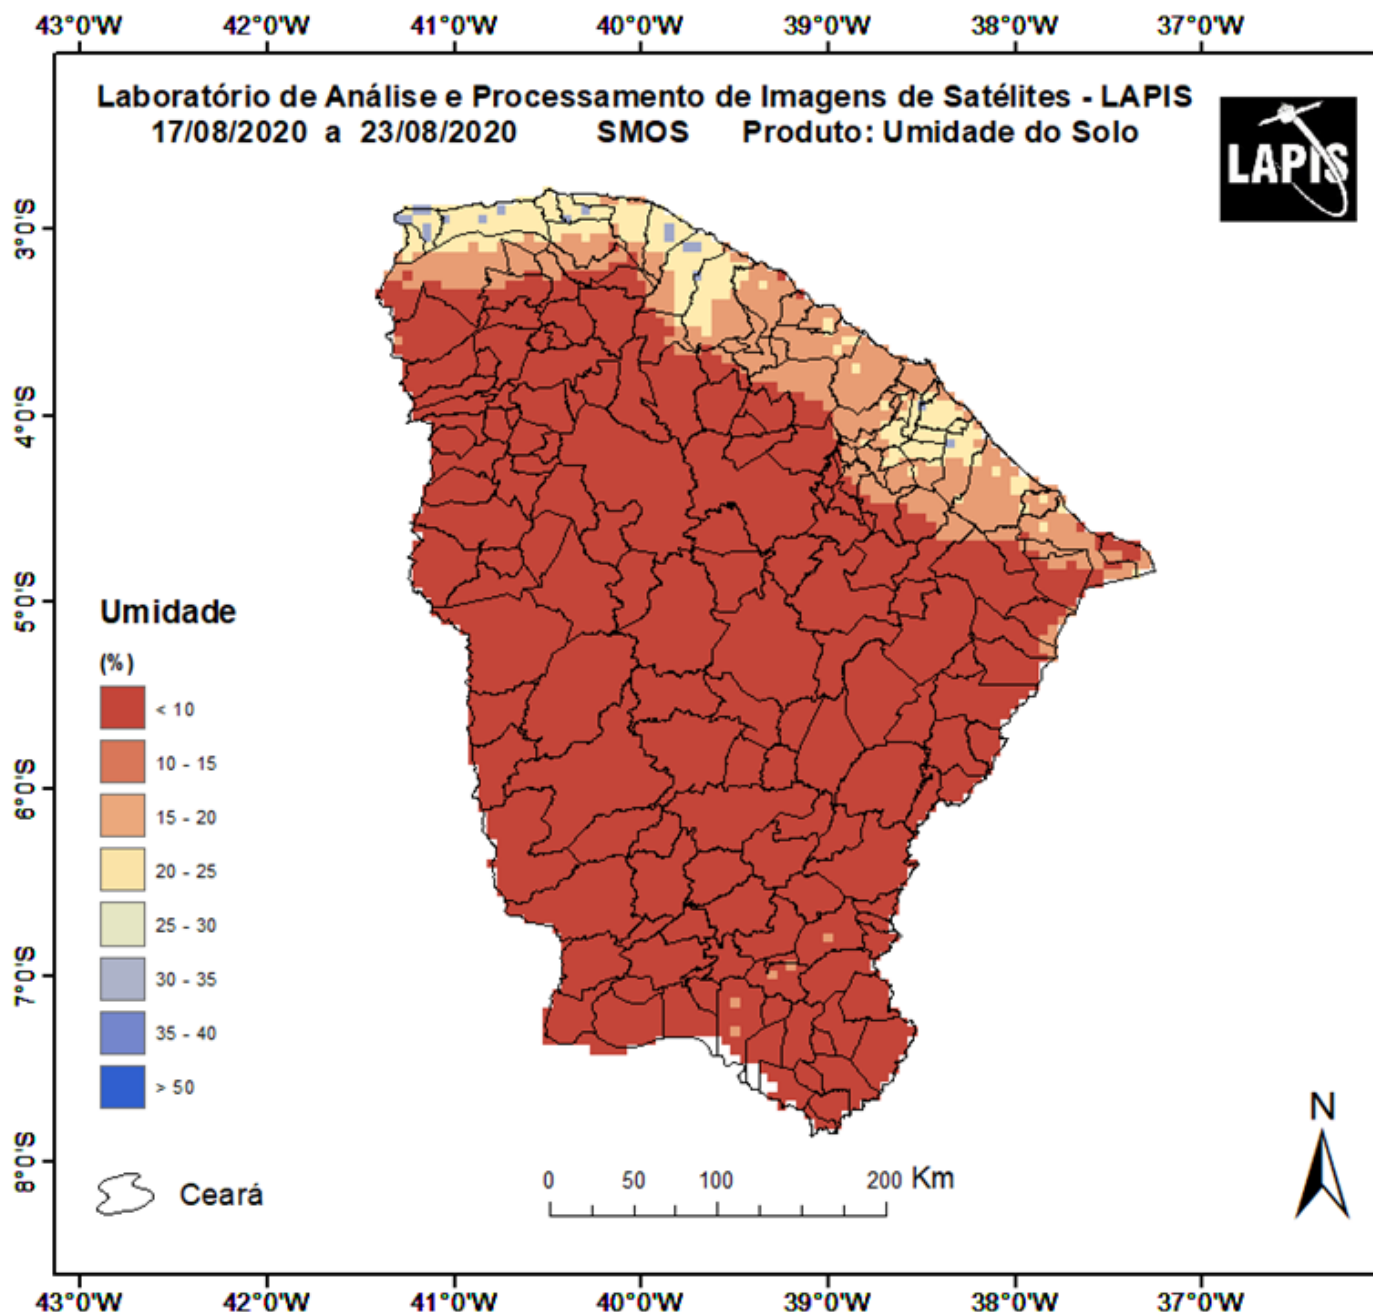 43°0'W 42°0'W 41°0'W 40°0'W 39°0'W 38°0'W 37°0'W
Laboratório de Análise e Processamento de Imagens de Satélites - LAPIS
17/08/2020 a 23/08/2020 SMOS Produto: Umidade do Solo
LAPIS
3°0'S
4°0'S
5°0'S
6°0'S
7°0'S
8°0'S
Umidade
(%)
< 10
10 - 15
15 - 20
20 - 25
25 - 30
30 - 35
35 - 40
> 50
Ceará
0 50 100 200 Km
N
43°0'W 42°0'W 41°0'W 40°0'W 39°0'W 38°0'W 37°0'W